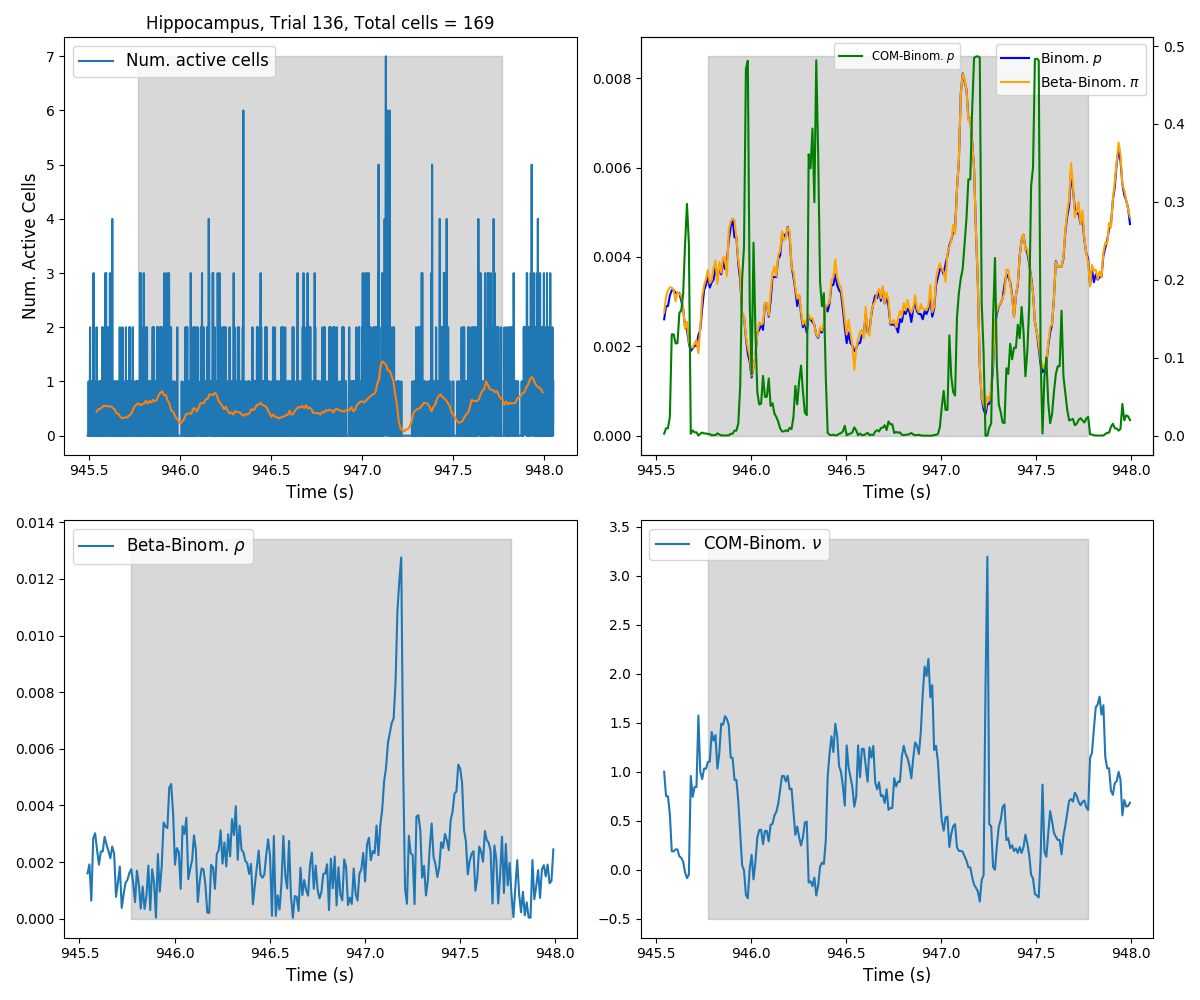 Hippocampus, Trial 136, Total cells = 169
Num. active cells
Num. Active Cells
7
6
5
4
3
2
1
0
945.5 946.0 946.5 947.0 947.5 948.0
Time (s)
COM-Binom. p
Binom. p
Beta-Binom. π
0.008
0.006
0.004
0.002
0.000
0.5
0.4
0.3
0.2
0.1
0.0
945.5 946.0 946.5 947.0 947.5 948.0
Time (s)
Beta-Binom. ρ
0.014
0.012
0.010
0.008
0.006
0.004
0.002
0.000
945.5 946.0 946.5 947.0 947.5 948.0
Time (s)
COM-Binom. ν
3.5
3.0
2.5
2.0
1.5
1.0
0.5
0.0
−0.5
945.5 946.0 946.5 947.0 947.5 948.0
Time (s)